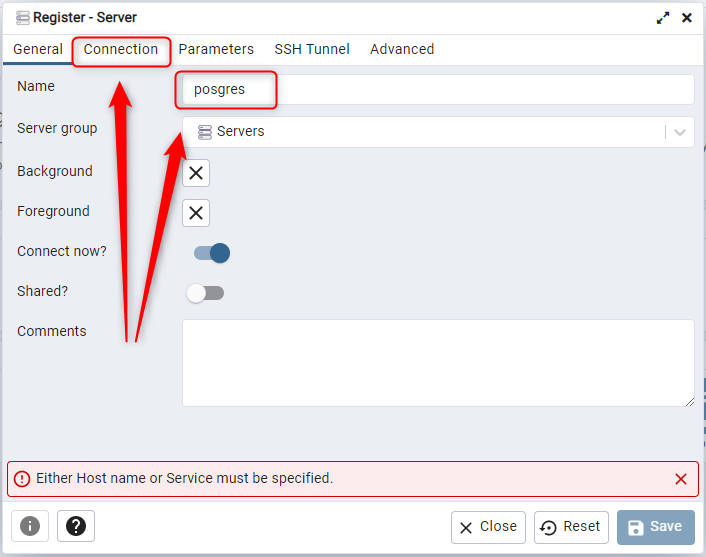 Register - Server
General Connection Parameters SSH Tunnel Advanced
Name posgres
Server group Servers
Background
Foreground
Connect now?
Shared?
Comments
Either Host name or Service must be specified.
Close Reset Save